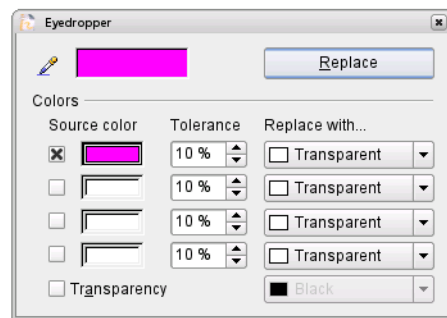 Eyedropper
Replace
Colors
Source color Tolerance Replace with...
10 % Transparent
10 % Transparent
10 % Transparent
10 % Transparent
Transparency Black